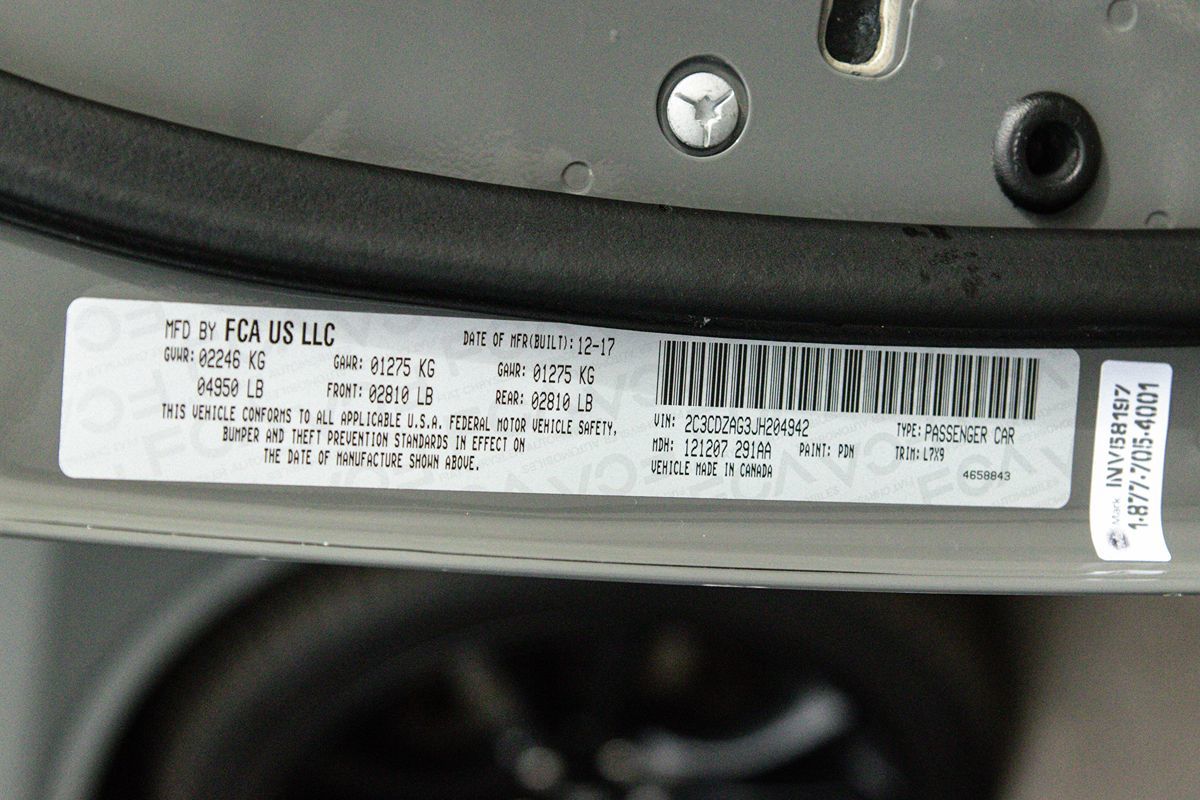 MFD BY FCA US LLC
DATE OF MFR(BUILT): 12-17
GVWR: 02246 KG
04950 LB
GAWR: 01275 KG
FRONT: 02810 LB
GAWR: 01275 KG
REAR: 02810 LB
THIS VEHICLE CONFORMS TO ALL APPLICABLE U.S.A. FEDERAL MOTOR VEHICLE SAFETY,
BUMPER AND THEFT PREVENTION STANDARDS IN EFFECT ON
THE DATE OF MANUFACTURE SHOWN ABOVE.
VIN: 2C3CDZAG3JH204942
TYPE: PASSENGER CAR
MDH: 121207 291AA
PAINT: PDN
TRIM: L7X9
VEHICLE MADE IN CANADA
4658843
Mark INV58197
1-877-705-4001